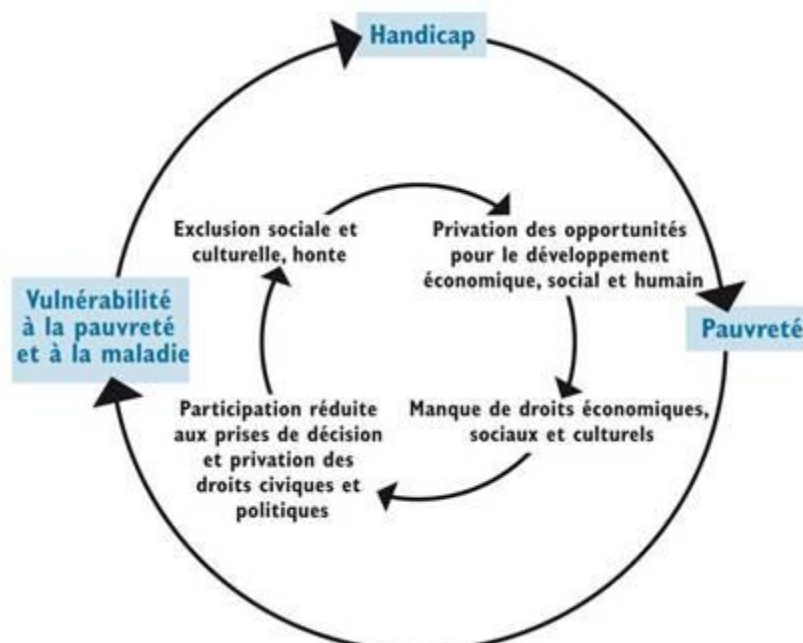 Handicap
Exclusion sociale et
culturelle, honte
Privation des opportunités
pour le développement
économique, social et humain
Vulnérabilité
à la pauvreté
et à la maladie
Pauvreté
Participation réduite
aux prises de décision
et privation des
droits civiques et
politiques
Manque de droits économiques,
sociaux et culturels